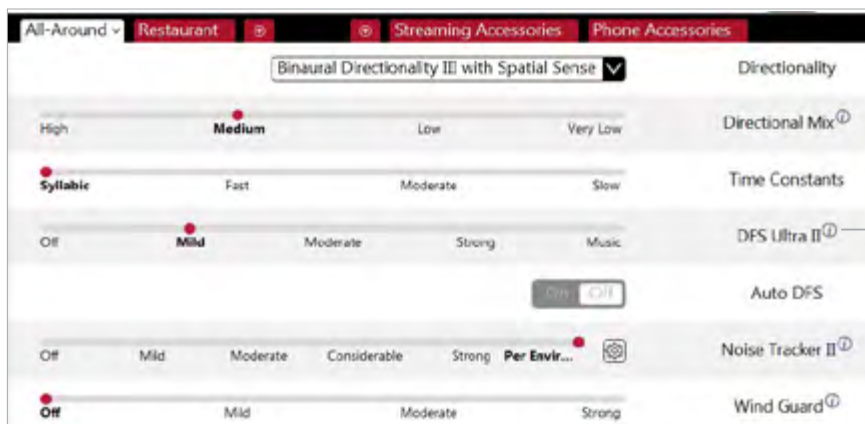 All-Around Restaurant Streaming Accessories Phone Accessories
Binaural Directionality III with Spatial Sense Directionality
High Medium Low Very Low Directional Mix
Syllabic Fast Moderate Slow Time Constants
Off Mild Moderate Strong Music DFS Ultra II
On Off Auto DFS
Off Mild Moderate Considerable Strong Per Envir... Noise Tracker II
Off Mild Moderate Strong Wind Guard